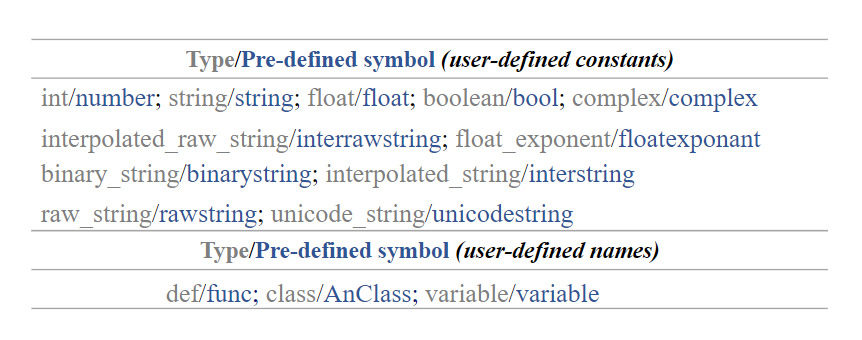 Type/Pre-defined symbol (user-defined constants)
int/number; string/string; float/float; boolean/bool; complex/complex
interpolated_raw_string/interrawstring; float_exponent/floatexponant
binary_string/binarystring; interpolated_string/interstring
raw_string/rawstring; unicode_string/unicodestring
Type/Pre-defined symbol (user-defined names)
def/func; class/AnClass; variable/variable